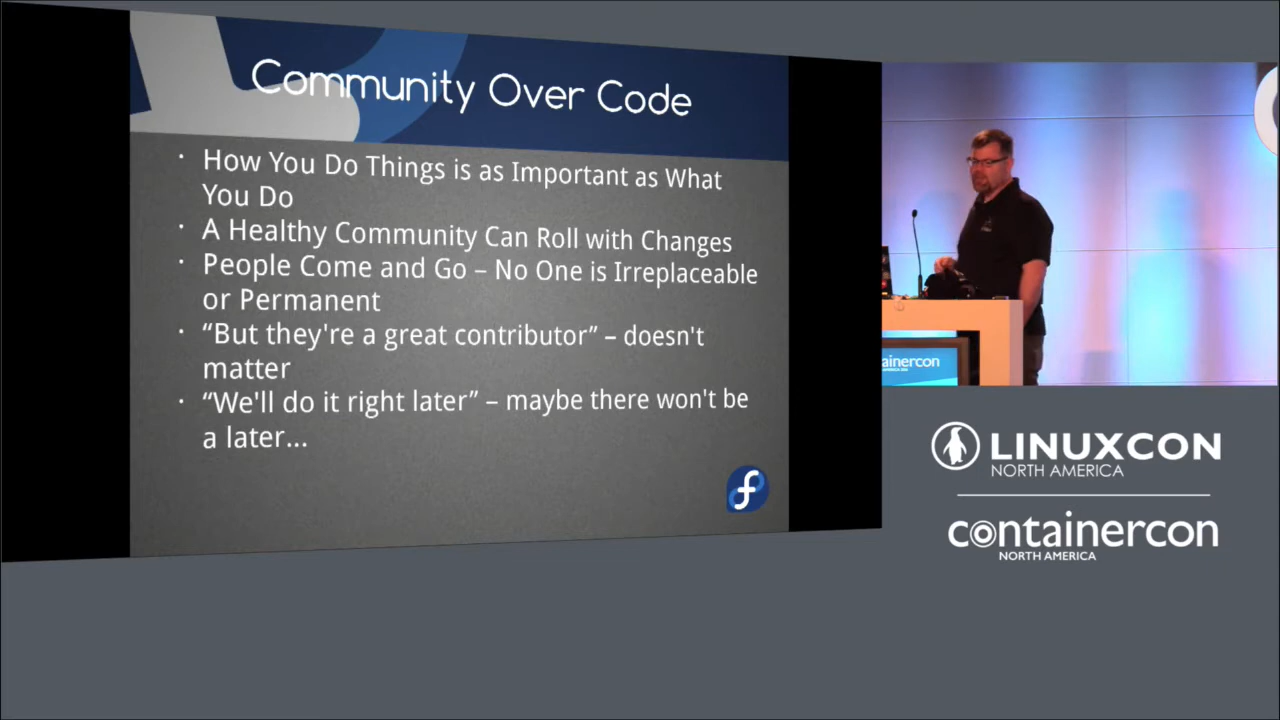 Community Over Code
· How You Do Things is as Important as What
You Do
· A Healthy Community Can Roll with Changes
· People Come and Go – No One is Irreplaceable
or Permanent
· “But they're a great contributor” – doesn't
matter
· “We'll do it right later” – maybe there won't be
a later...
ainercon
LINUXCON
NORTH AMERICA
containercon
NORTH AMERICA